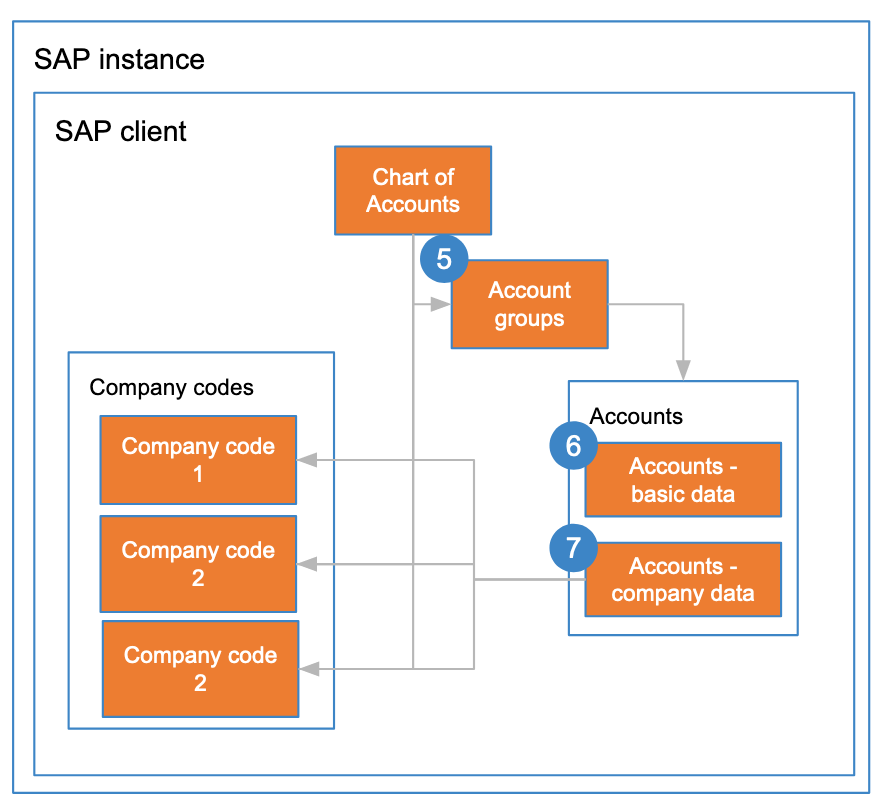 SAP instance
SAP client
Chart of
Accounts
5
Account
groups
Company codes
Company code
1
Company code
2
Company code
2
Accounts
6
Accounts -
basic data
7
Accounts -
company data